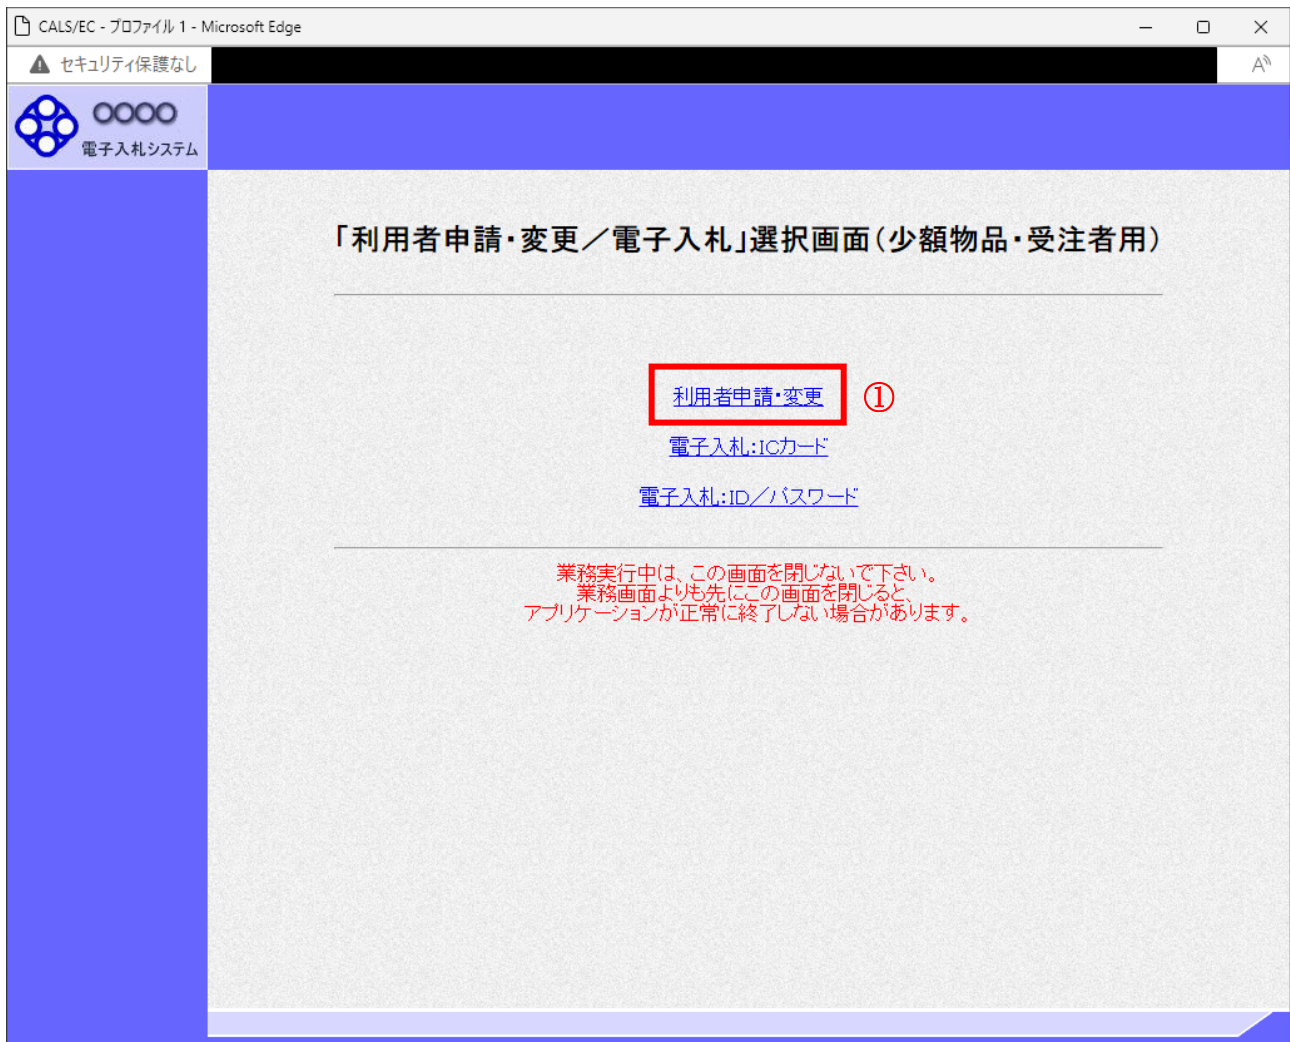 CALS/EC - プロファイル 1 - Microsoft Edge
セキュリティ保護なし
○○○○
電子入札システム
「利用者申請・変更／電子入札」選択画面（少額物品・受注者用）
利用者申請・変更 ①
電子入札：ICカード
電子入札：ID／パスワード
業務実行中は、この画面を閉じないで下さい。
業務画面よりも先にこの画面を閉じると、
アプリケーションが正常に終了しない場合があります。